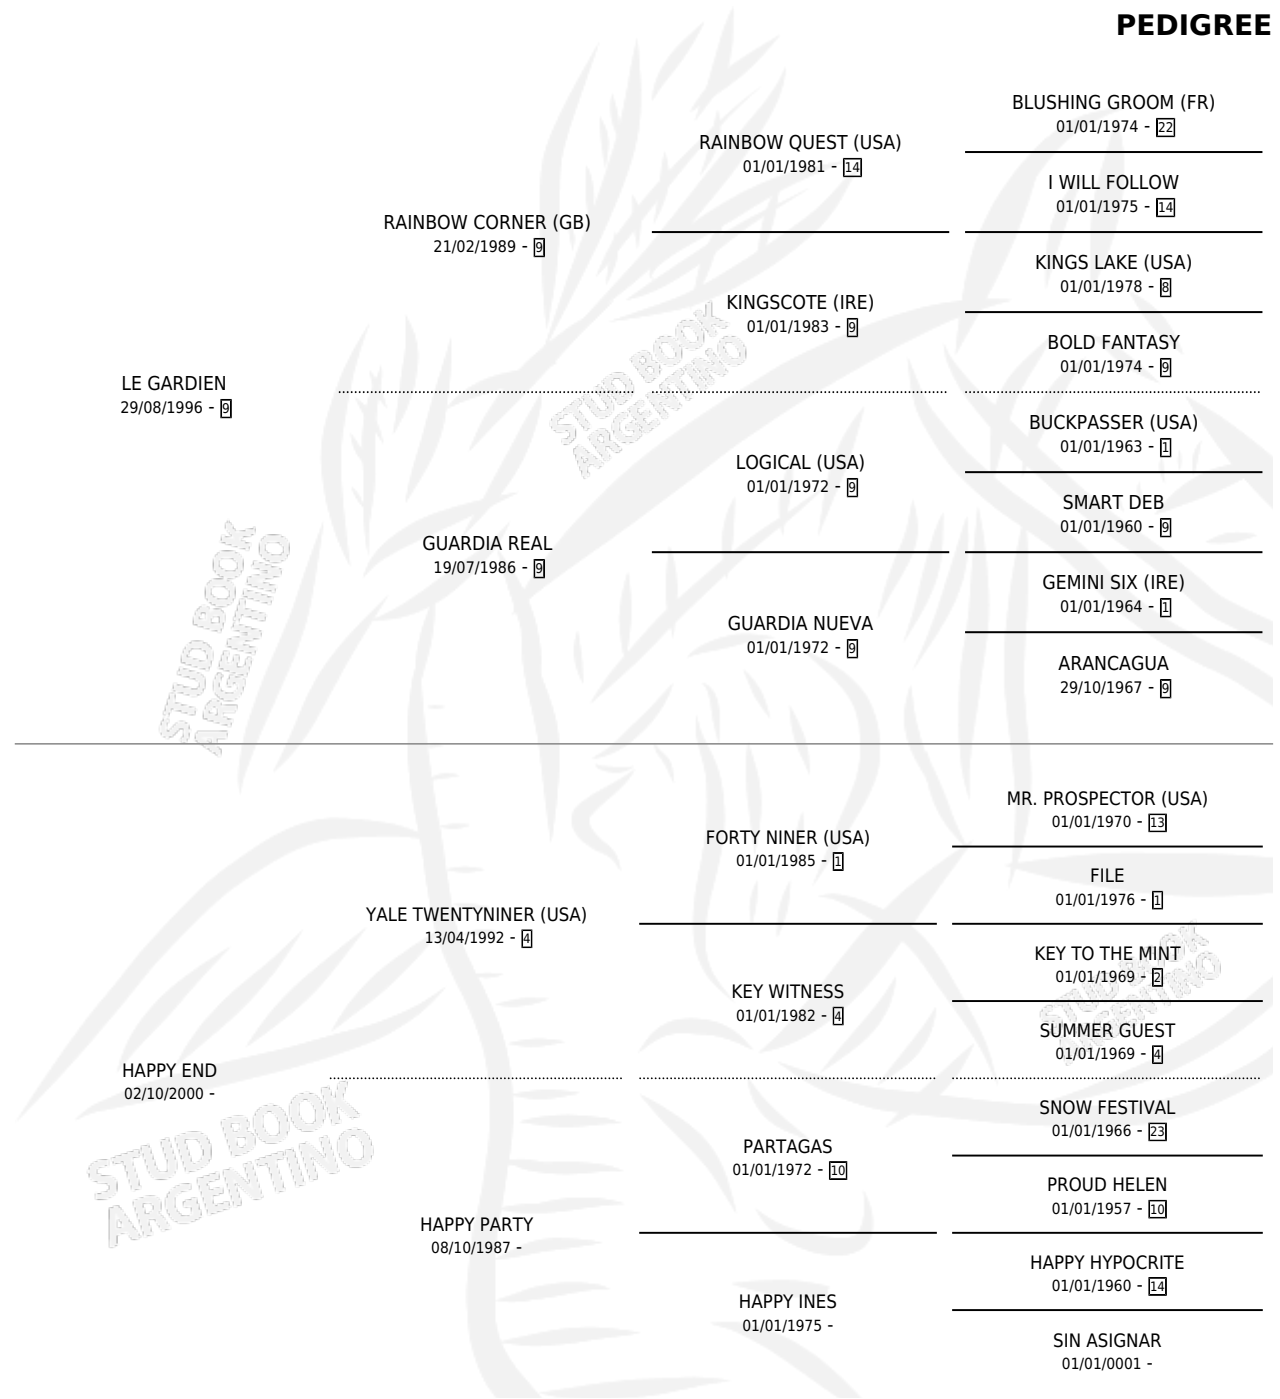 PEDIGREE
BLUSHING GROOM (FR)
01/01/1974 - 22
RAINBOW QUEST (USA)
01/01/1981 - 14
I WILL FOLLOW
01/01/1975 - 14
RAINBOW CORNER (GB)
21/02/1989 - 9
KINGS LAKE (USA)
01/01/1978 - 8
KINGSCOTE (IRE)
01/01/1983 - 9
BOLD FANTASY
01/01/1974 - 9
LE GARDIEN
29/08/1996 - 9
BUCKPASSER (USA)
01/01/1963 - 1
LOGICAL (USA)
01/01/1972 - 9
SMART DEB
01/01/1960 - 9
GUARDIA REAL
19/07/1986 - 9
GEMINI SIX (IRE)
01/01/1964 - 1
GUARDIA NUEVA
01/01/1972 - 9
ARANCAGUA
29/10/1967 - 9
MR. PROSPECTOR (USA)
01/01/1970 - 13
FORTY NINER (USA)
01/01/1985 - 1
FILE
01/01/1976 - 1
YALE TWENTYNINER (USA)
13/04/1992 - 4
KEY TO THE MINT
01/01/1969 - 2
KEY WITNESS
01/01/1982 - 4
SUMMER GUEST
01/01/1969 - 4
HAPPY END
02/10/2000 -
SNOW FESTIVAL
01/01/1966 - 23
PARTAGAS
01/01/1972 - 10
PROUD HELEN
01/01/1957 - 10
HAPPY PARTY
08/10/1987 -
HAPPY HYPOCRITE
01/01/1960 - 14
HAPPY INES
01/01/1975 -
SIN ASIGNAR
01/01/0001 -
STUD BOOK
ARGENTINO
STUD BOOK
ARGENTINO
STUD BOOK
ARGENTINO
STUD BOOK
ARGENTINO